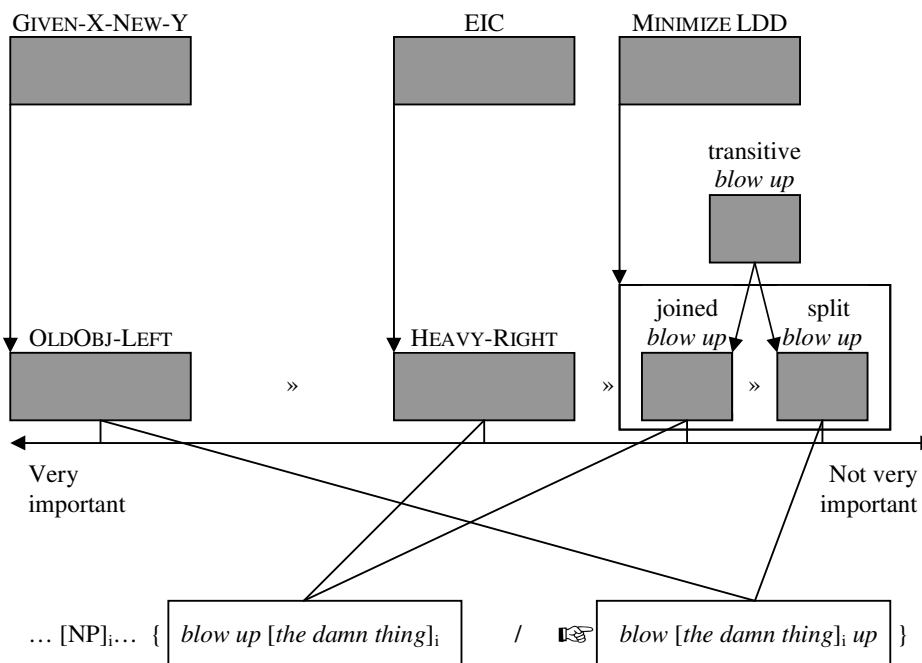 GIVEN-X-NEW-Y EIC MINIMIZE LDD
transitive
blow up
joined split
blow up blow up
OLDOBJ-LEFT HEAVY-RIGHT
» » »
Very Not very
important important
… [NP]i… { blow up [the damn thing]i / ☞ blow [the damn thing]i up }